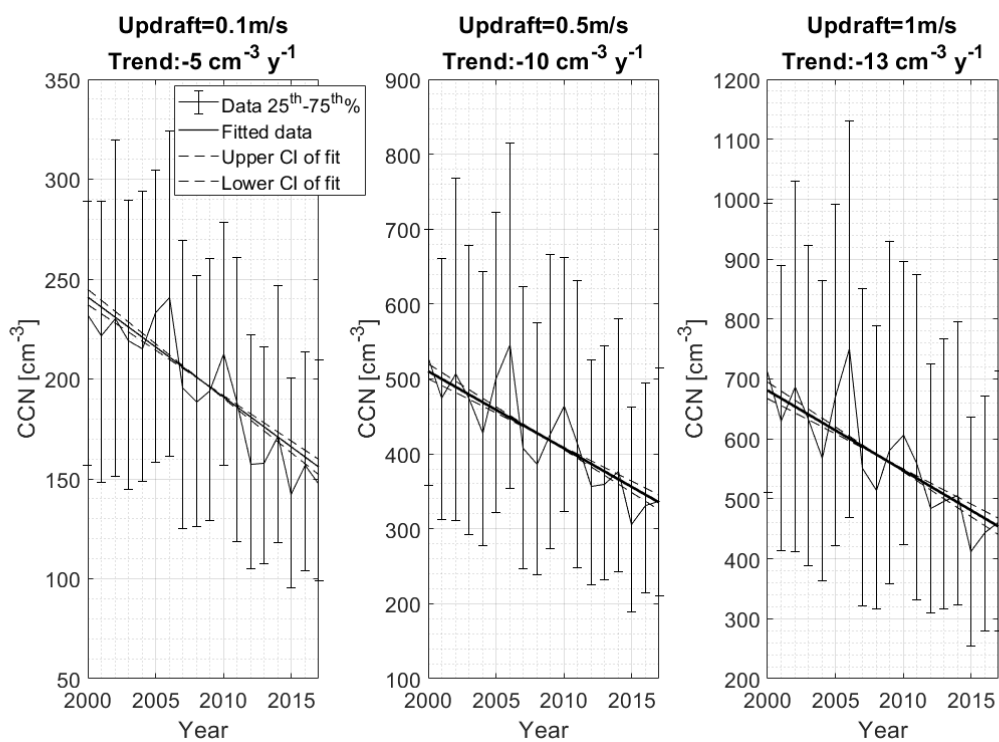 Updraft=0.1m/s
Trend:-5 cm⁻³ y⁻¹
350
300
250
200
150
100
50
CCN [cm⁻³]
2000 2005 2010 2015
Year
Data 25ᵗʰ-75ᵗʰ%
Fitted data
Upper CI of fit
Lower CI of fit
Updraft=0.5m/s
Trend:-10 cm⁻³ y⁻¹
900
800
700
600
500
400
300
200
100
CCN [cm⁻³]
2000 2005 2010 2015
Year
Updraft=1m/s
Trend:-13 cm⁻³ y⁻¹
1200
1100
1000
900
800
700
600
500
400
300
200
CCN [cm⁻³]
2000 2005 2010 2015
Year